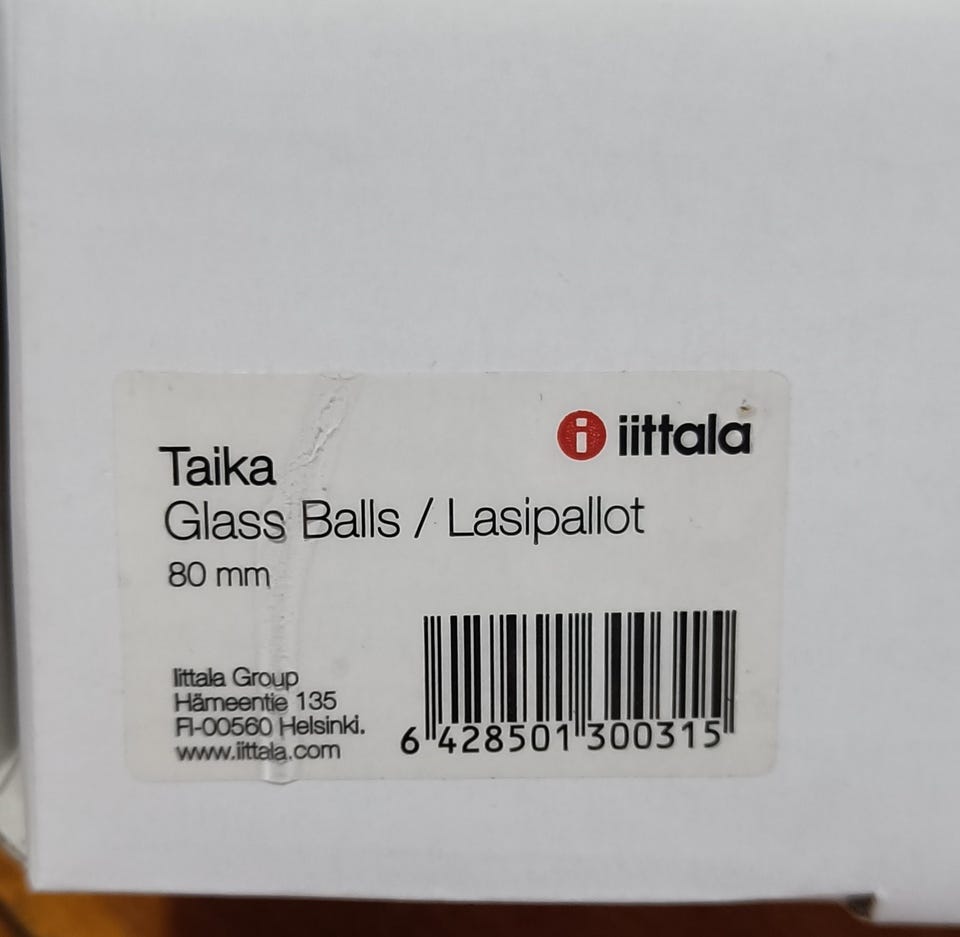 i iittala
Taika
Glass Balls / Lasipallot
80 mm
Iittala Group
Hämeentie 135
FI-00560 Helsinki.
www.iittala.com
6 428501 300315